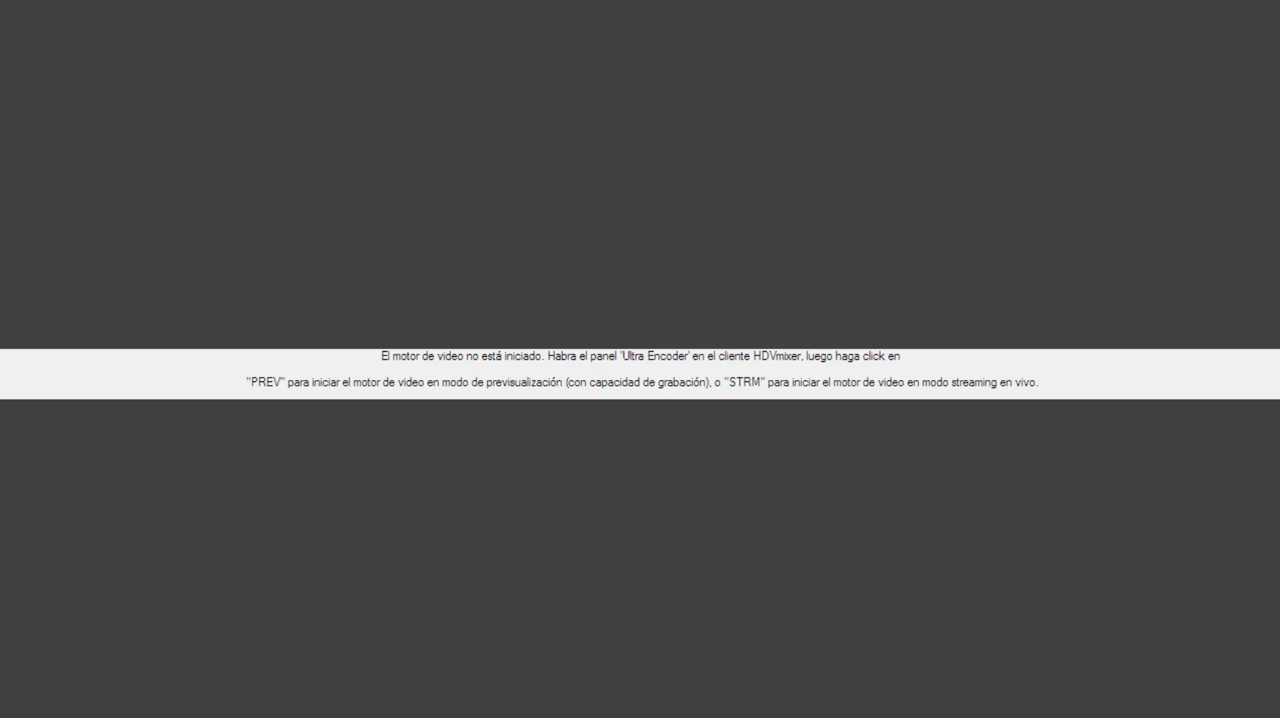 El motor de video no está iniciado. Habra el panel 'Ultra Encoder' en el cliente HDVmixer, luego haga click en
"PREV" para iniciar el motor de video en modo de previsualización (con capacidad de grabación), o "STRM" para iniciar el motor de video en modo streaming en vivo.